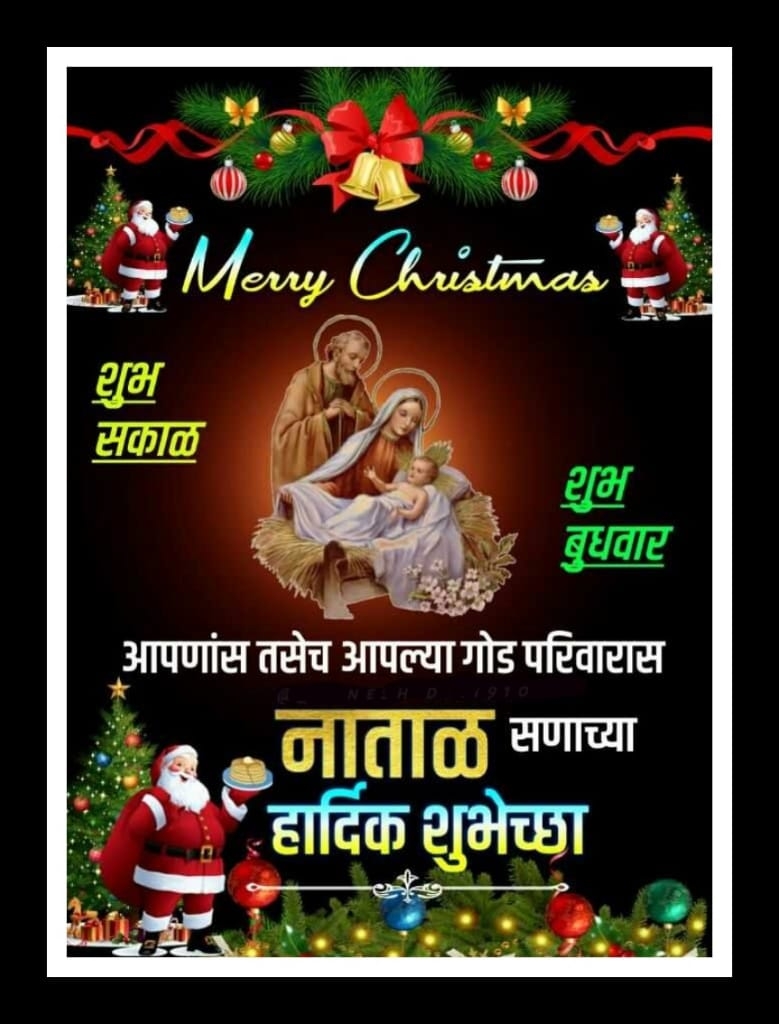 Merry Christmas
शुभ
सकाळ
शुभ
बुधवार
आपणांस तसेच आपल्या गोड परिवारास
नाताळ सणाच्या
हार्दिक शुभेच्छा